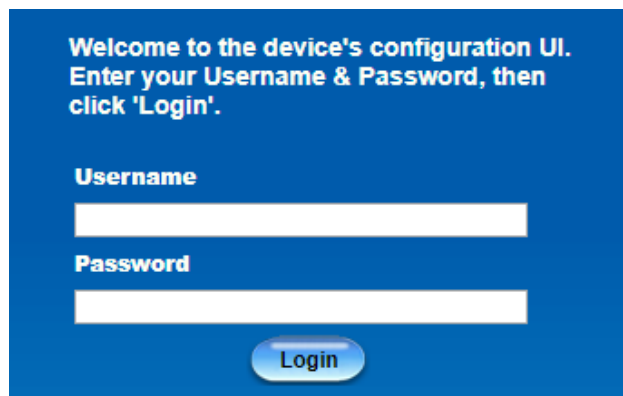 Welcome to the device's configuration UI.
Enter your Username & Password, then
click 'Login'.
Username
Password
Login